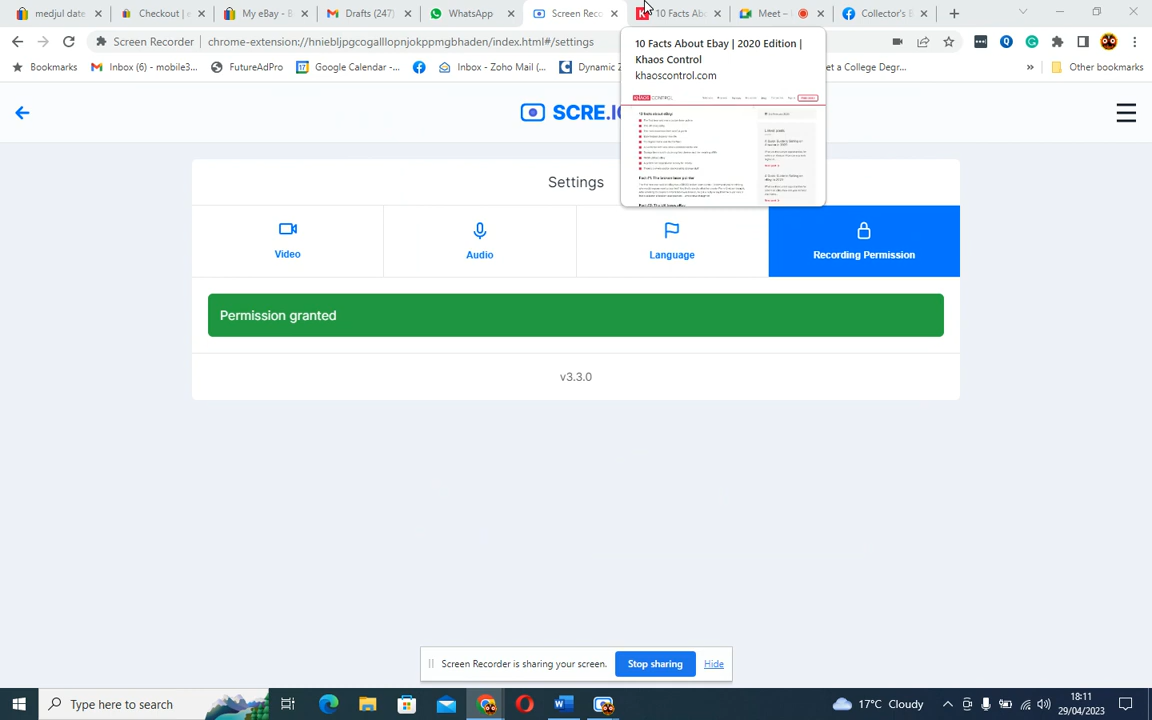 medjul date
Checkout | e
My eBay - B
Drafts (247)
WhatsApp
Screen Reco
10 Facts Abo
Meet –
Collector's B
Screen Recorder
chrome-extension://hniebljpgcogalllopnjokppmgbhaden/index.html#/settings
Bookmarks
Inbox (6) - mobile3...
FutureAdPro
Google Calendar -...
Inbox - Zoho Mail (...
Dynamic
et a College Degr...
»
Other bookmarks
10 Facts About Ebay | 2020 Edition |
Khaos Control
khaoscontrol.com
SCRE.IO
Settings
Video
Audio
Language
Recording Permission
Permission granted
v3.3.0
Screen Recorder is sharing your screen.
Stop sharing
Hide
Type here to search
17°C Cloudy
18:11
29/04/2023